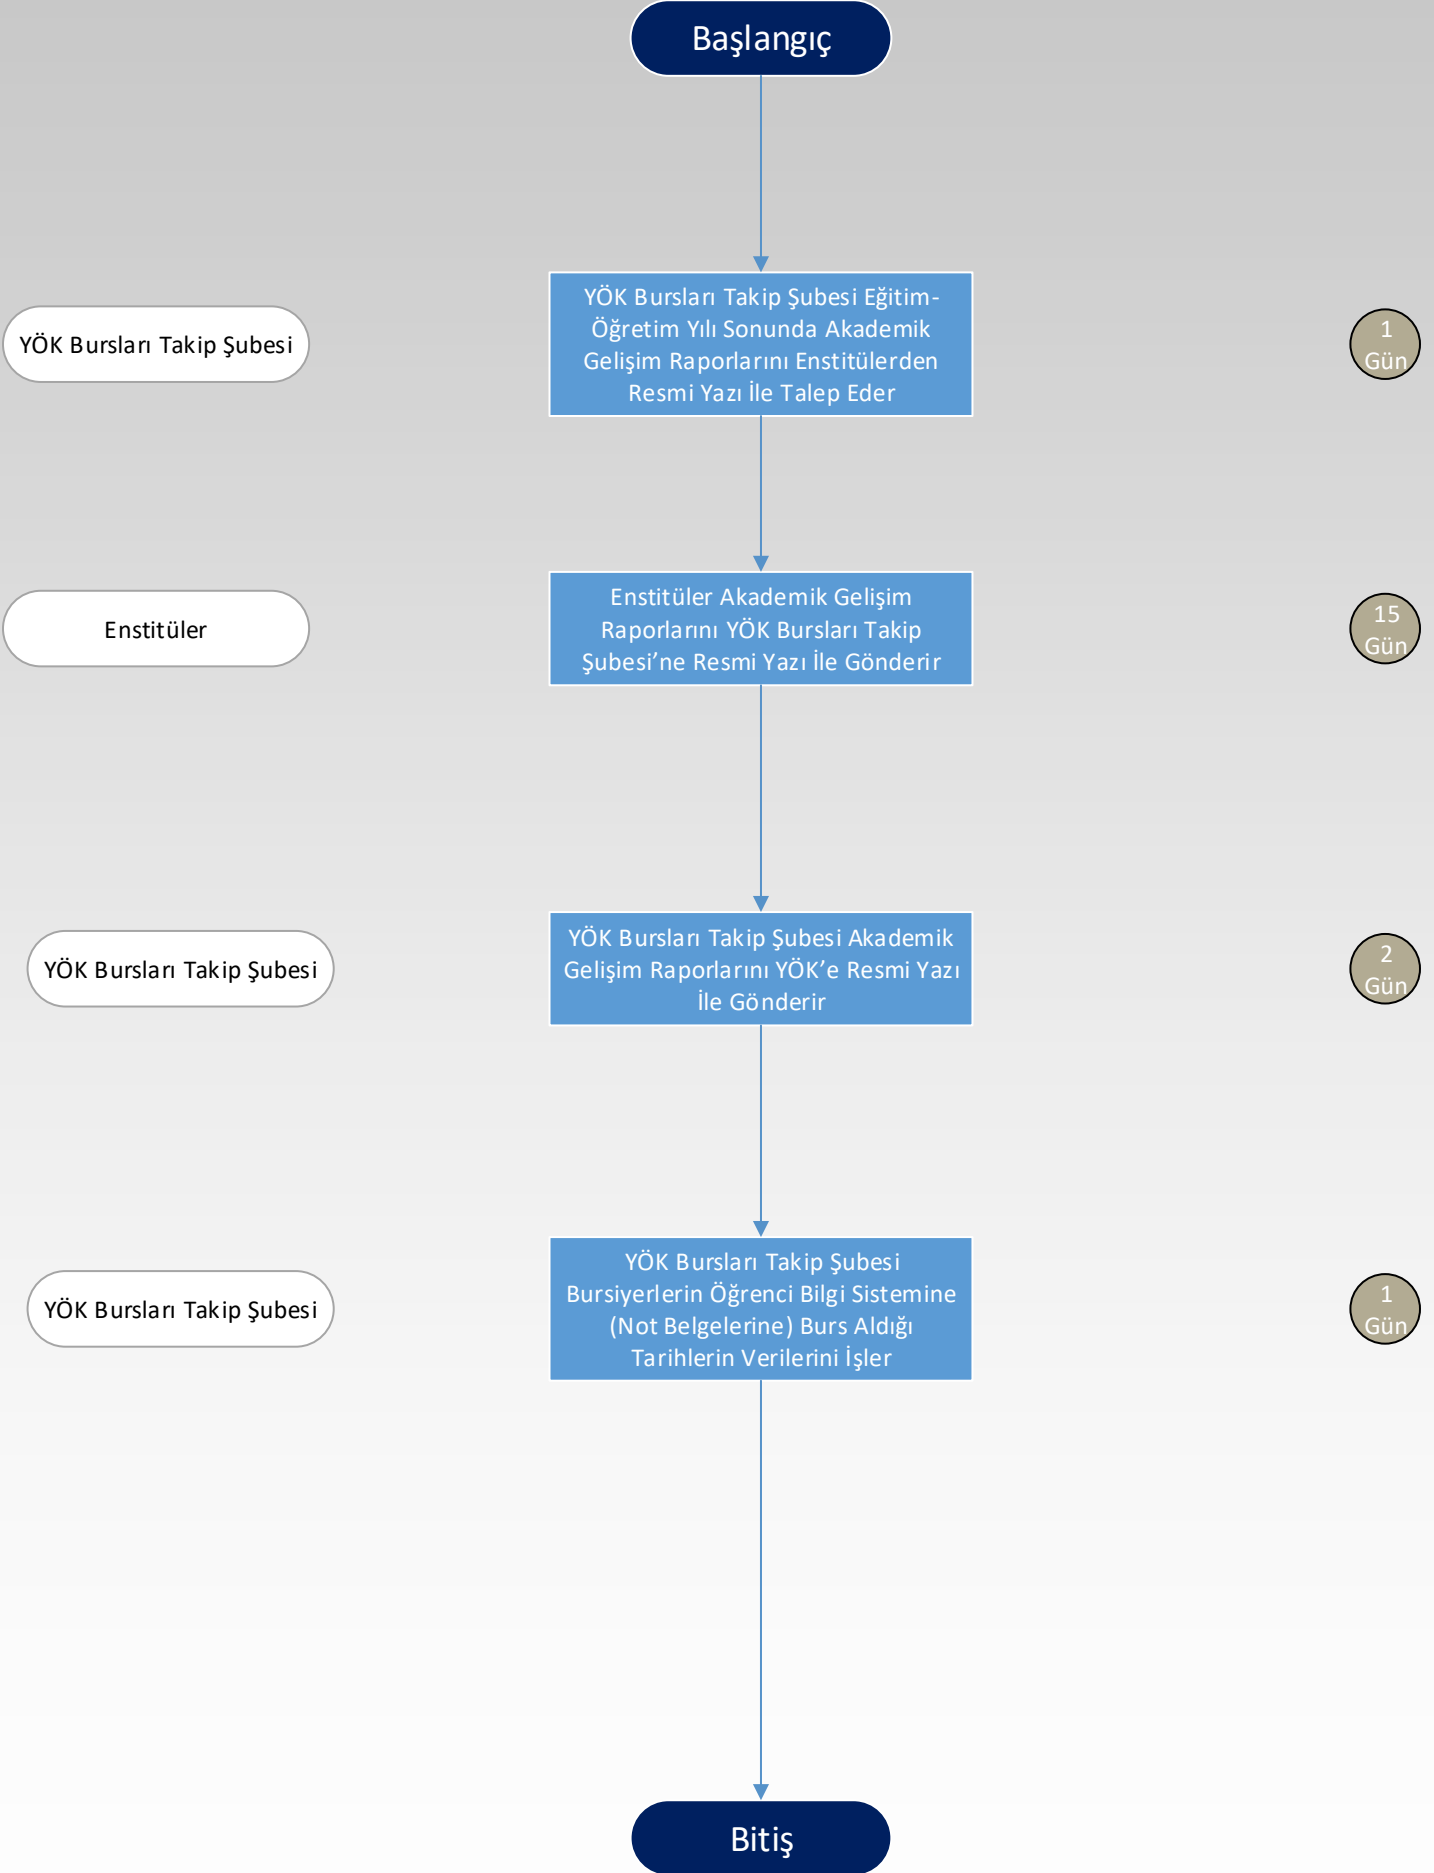 Başlangıç
YÖK Bursları Takip Şubesi
YÖK Bursları Takip Şubesi Eğitim-
Öğretim Yılı Sonunda Akademik
Gelişim Raporlarını Enstitülerden
Resmi Yazı İle Talep Eder
1
Gün
Enstitüler
Enstitüler Akademik Gelişim
Raporlarını YÖK Bursları Takip
Şubesi’ne Resmi Yazı İle Gönderir
15
Gün
YÖK Bursları Takip Şubesi
YÖK Bursları Takip Şubesi Akademik
Gelişim Raporlarını YÖK’e Resmi Yazı
İle Gönderir
2
Gün
YÖK Bursları Takip Şubesi
YÖK Bursları Takip Şubesi
Bursiyerlerin Öğrenci Bilgi Sistemine
(Not Belgelerine) Burs Aldığı
Tarihlerin Verilerini İşler
1
Gün
Bitiş